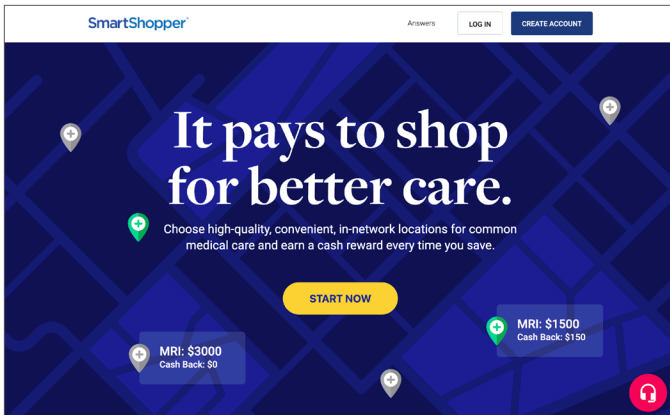 SmartShopper®
Answers
LOG IN
CREATE ACCOUNT
It pays to shop
for better care.
Choose high-quality, convenient, in-network locations for common
medical care and earn a cash reward every time you save.
START NOW
MRI: $1500
Cash Back: $150
MRI: $3000
Cash Back: $0